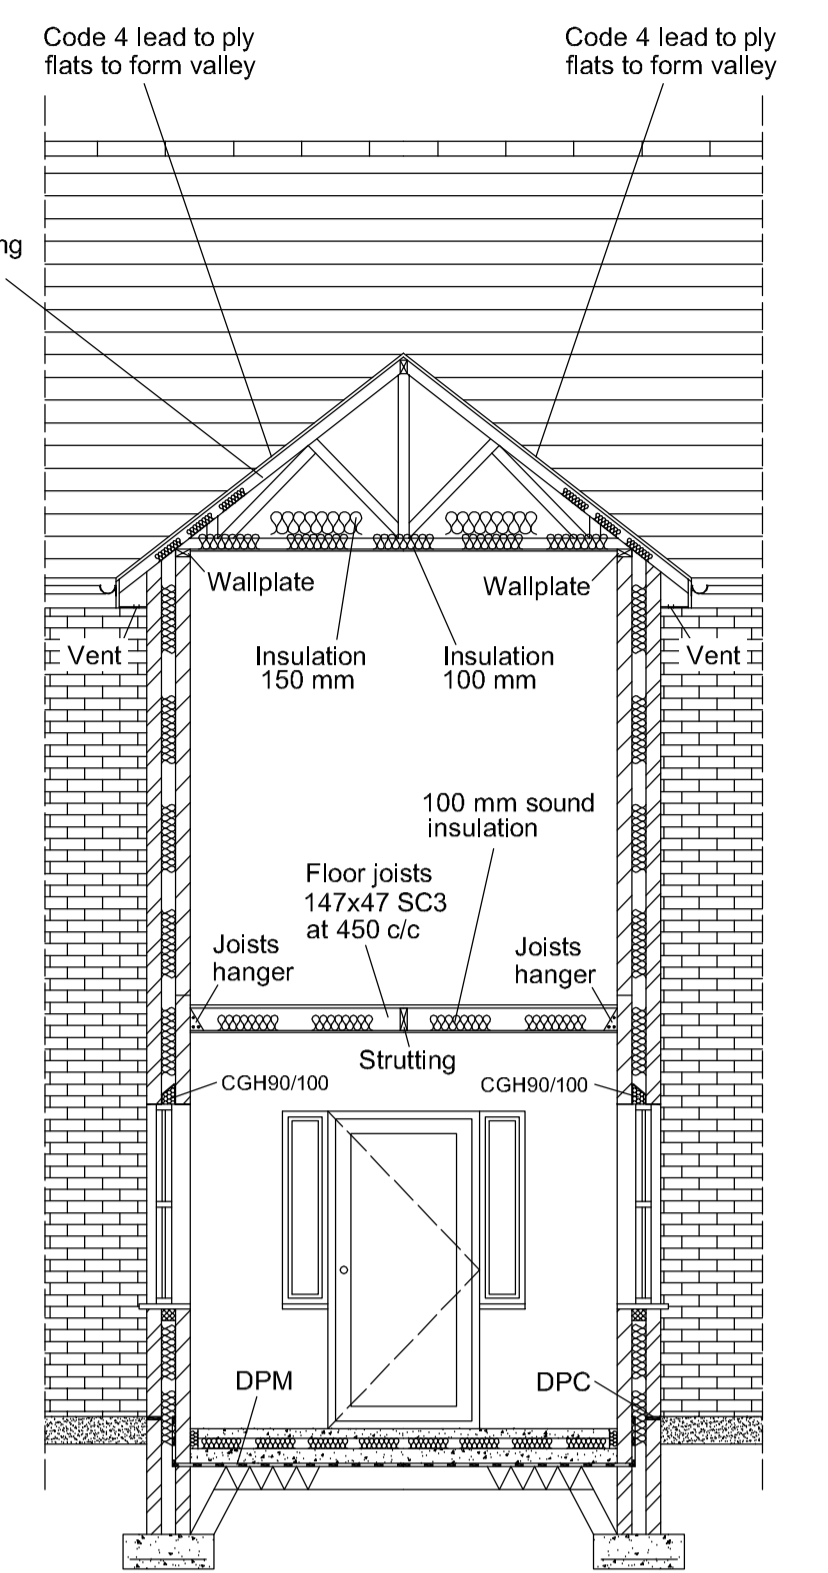 Code 4 lead to ply
flats to form valley
Code 4 lead to ply
flats to form valley
ng
Wallplate
Wallplate
Vent
Vent
Insulation
150 mm
Insulation
100 mm
100 mm sound
insulation
Floor joists
147x47 SC3
at 450 c/c
Joists
hanger
Joists
hanger
Strutting
CGH90/100
CGH90/100
DPM
DPC